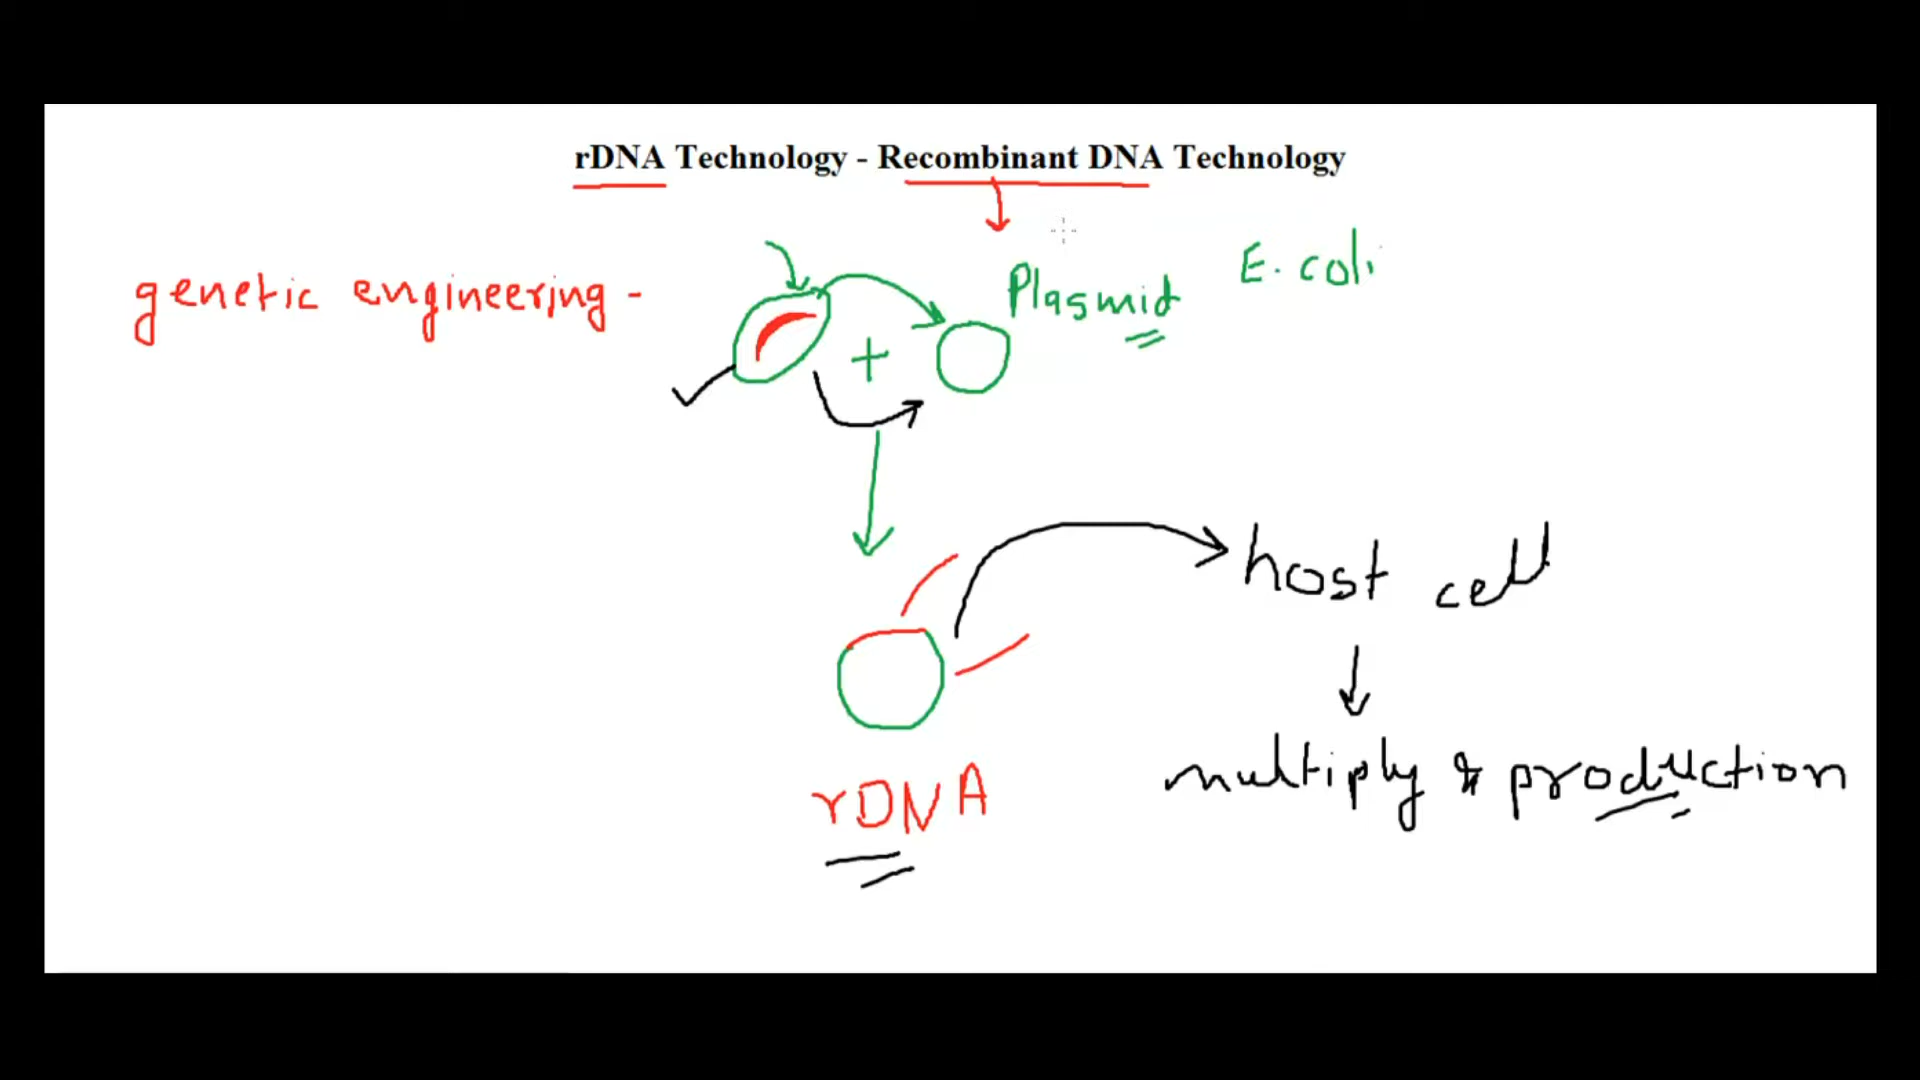 rDNA Technology - Recombinant DNA Technology
genetic engineering -
+
Plasmid
E. coli
host cell
multiply & production
rDNA